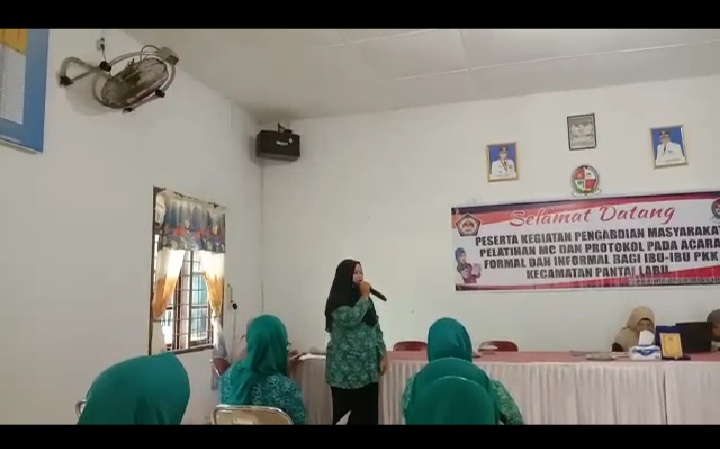 Selamat Datang
PESERTA KEGIATAN PENGABDIAN MASYARAKAT
PELATIHAN MC DAN PROTOKOL PADA ACARA
FORMAL DAN INFORMAL BAGI IBU-IBU PKK
KECAMATAN PANTAI LABU